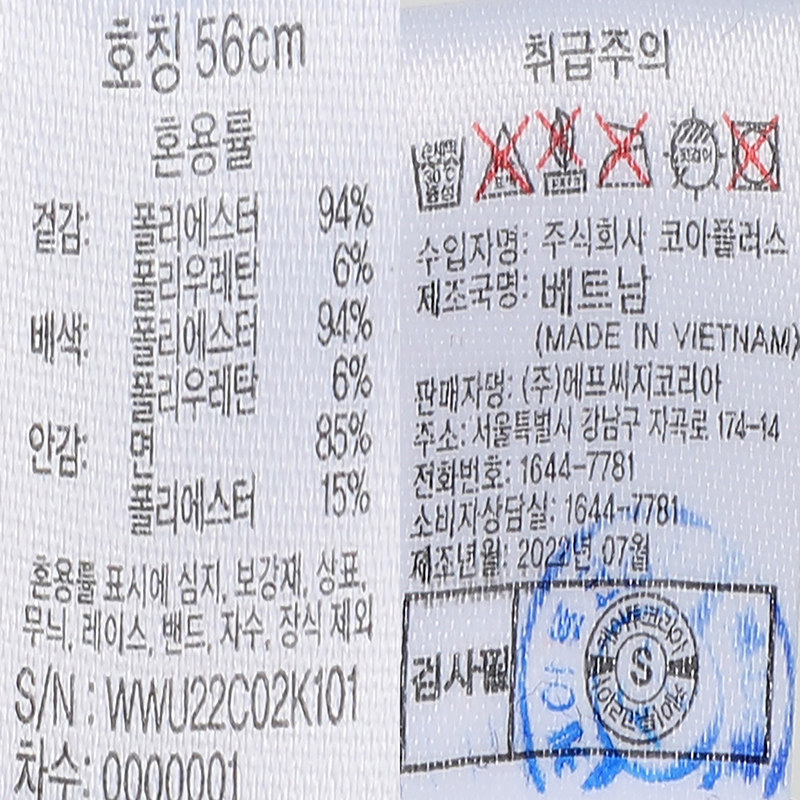 호칭 56cm
혼용률
겉감: 폴리에스터 94%
폴리우레탄 6%
배색: 폴리에스터 94%
폴리우레탄 6%
안감: 면 85%
폴리에스터 15%
혼용률 표시에 심지, 보강재, 상표,
무늬, 레이스, 밴드, 자수, 장식 제외
S/N : WWU22C02K101
차수: 0000001
취급주의
손세탁
30℃
중성
수입자명: 주식회사 코아플러스
제조국명: 베트남
(MADE IN VIETNAM)
판매자명: (주)에프씨지코리아
주소: 서울특별시 강남구 자곡로 174-14
전화번호: 1644-7781
소비자상담실: 1644-7781
제조년월: 2022년 07월
검사필
S